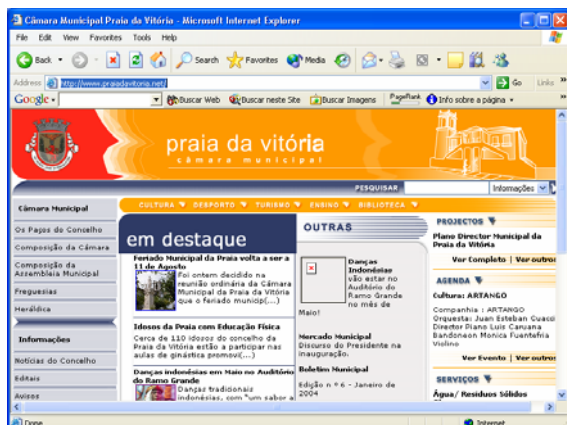 Câmara Municipal Praia da Vitória - Microsoft Internet Explorer
File Edit View Favorites Tools Help
Back Search Favorites Media
Address http://www.praiadavitoria.net/ Go Links »
Google Buscar Web Buscar neste Site Buscar Imagens PageRank Info sobre a página »
praia da vitória
câmara municipal
PESQUISAR Informações
Câmara Municipal
Os Paços do Concelho
Composição da Câmara
Composição da
Assembleia Municipal
Freguesias
Heráldica
Informações
Notícias do Concelho
Editais
Avisos
CULTURA DESPORTO TURISMO ENSINO BIBLIOTECA
em destaque
Feriado Municipal da Praia volta a ser a
11 de Agosto
Foi ontem decidido na
reunião ordinária da Câmara
Municipal da Praia da Vitória
que o feriado municip(...)
Idosos da Praia com Educação Física
Cerca de 110 idosos do concelho da
Praia da Vitória estão a participar nas
aulas de ginástica promovi(...)
Danças indonésias em Maio no Auditório
do Ramo Grande
Danças tradicionais
indonésias, com "um sabor a
OUTRAS
Danças
Indonésias
vão estar no
Auditório do
Ramo Grande
no mês de
Maio!
Mercado Municipal
Discurso do Presidente na
inauguração.
Boletim Municipal
Edição n º 6 - Janeiro de
2004
PROJECTOS
Plano Director Municipal da
Praia da Vitória
Ver Completo | Ver outros
AGENDA
Cultura: ARTANGO
Companhia : ARTANGO
Orquestra: Juan Esteban Cuacci
Director Piano Luis Caruana
Bandoneon Monica Fuentefria
Violino
Ver Evento | Ver outros
SERVIÇOS
Água/ Resíduos Sólidos
Done Internet